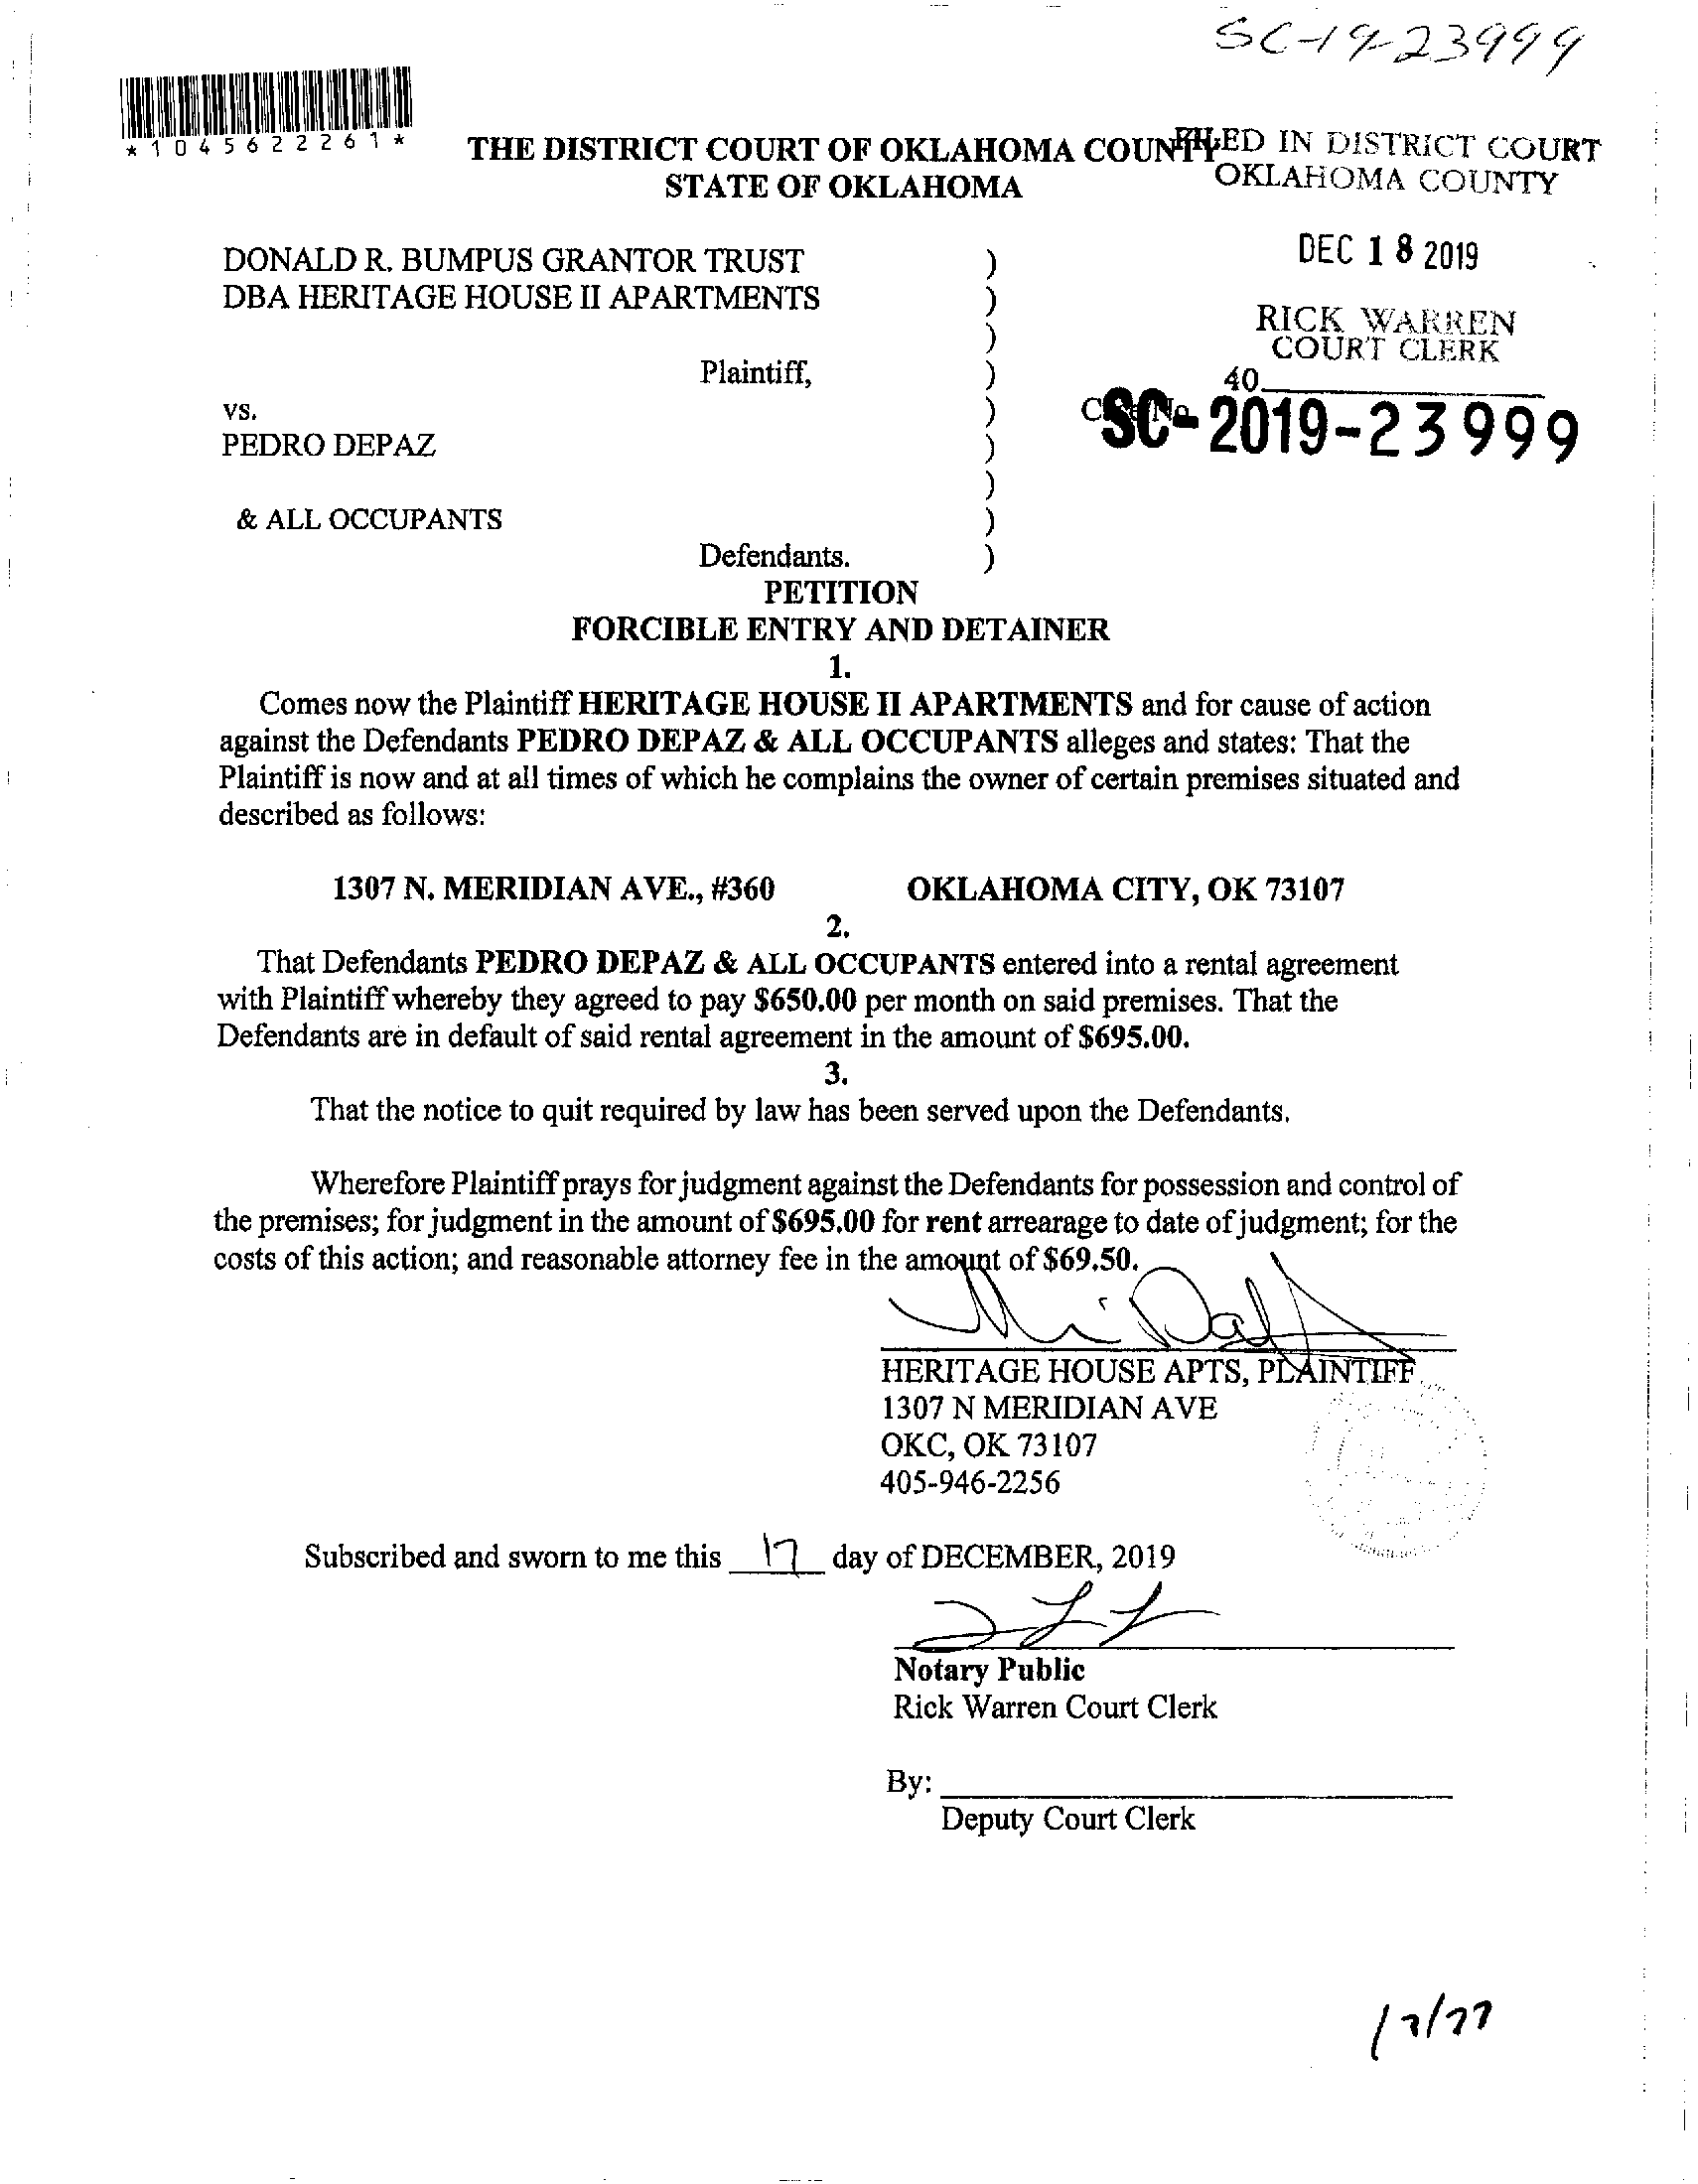 SC-19-23999
*1045622261*
THE DISTRICT COURT OF OKLAHOMA COUNTY
STATE OF OKLAHOMA
FILED IN DISTRICT COURT
OKLAHOMA COUNTY
DEC 18 2019
RICK WARREN
COURT CLERK
40
DONALD R. BUMPUS GRANTOR TRUST )
DBA HERITAGE HOUSE II APARTMENTS )
)
Plaintiff, )
vs. ) Case No. SC-2019-23999
PEDRO DEPAZ )
)
& ALL OCCUPANTS )
Defendants. )
PETITION
FORCIBLE ENTRY AND DETAINER
1.
Comes now the Plaintiff HERITAGE HOUSE II APARTMENTS and for cause of action
against the Defendants PEDRO DEPAZ & ALL OCCUPANTS alleges and states: That the
Plaintiff is now and at all times of which he complains the owner of certain premises situated and
described as follows:
1307 N. MERIDIAN AVE., #360 OKLAHOMA CITY, OK 73107
2.
That Defendants PEDRO DEPAZ & ALL OCCUPANTS entered into a rental agreement
with Plaintiff whereby they agreed to pay $650.00 per month on said premises. That the
Defendants are in default of said rental agreement in the amount of $695.00.
3.
That the notice to quit required by law has been served upon the Defendants.
Wherefore Plaintiff prays for judgment against the Defendants for possession and control of
the premises; for judgment in the amount of $695.00 for rent arrearage to date of judgment; for the
costs of this action; and reasonable attorney fee in the amount of $69.50.
HERITAGE HOUSE APTS, PLAINTIFF
1307 N MERIDIAN AVE
OKC, OK 73107
405-946-2256
Subscribed and sworn to me this 17 day of DECEMBER, 2019
Notary Public
Rick Warren Court Clerk
By:
Deputy Court Clerk